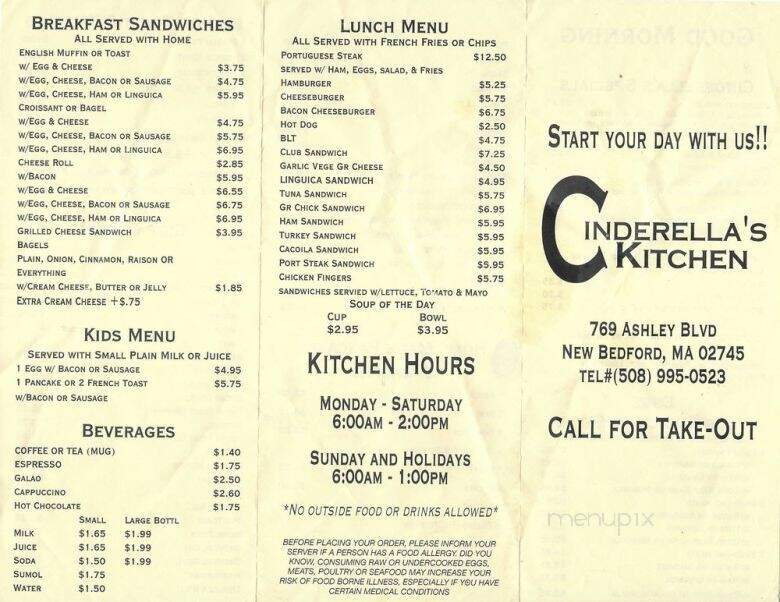 BREAKFAST SANDWICHES
ALL SERVED WITH HOME
ENGLISH MUFFIN OR TOAST
W/ EGG & CHEESE $3.75
W/EGG, CHEESE, BACON OR SAUSAGE $4.75
W/EGG, CHEESE, HAM OR LINGUICA $5.95
CROISSANT OR BAGEL
W/EGG & CHEESE $4.75
W/EGG, CHEESE, BACON OR SAUSAGE $5.75
W/EGG, CHEESE, HAM OR LINGUICA $6.95
CHEESE ROLL $2.85
W/BACON $5.95
W/EGG & CHEESE $6.55
W/EGG, CHEESE, BACON OR SAUSAGE $6.75
W/EGG, CHEESE, HAM OR LINGUICA $6.95
GRILLED CHEESE SANDWICH $3.95
BAGELS
PLAIN, ONION, CINNAMON, RAISON OR
EVERYTHING
W/CREAM CHEESE, BUTTER OR JELLY $1.85
EXTRA CREAM CHEESE +$.75
KIDS MENU
SERVED WITH SMALL PLAIN MILK OR JUICE
1 EGG W/ BACON OR SAUSAGE $4.95
1 PANCAKE OR 2 FRENCH TOAST $5.75
W/BACON OR SAUSAGE
BEVERAGES
COFFEE OR TEA (MUG) $1.40
ESPRESSO $1.75
GALAO $2.50
CAPPUCCINO $2.60
HOT CHOCOLATE $1.75
SMALL LARGE BOTTL
MILK $1.65 $1.99
JUICE $1.65 $1.99
SODA $1.50 $1.99
SUMOL $1.75
WATER $1.50
LUNCH MENU
ALL SERVED WITH FRENCH FRIES OR CHIPS
PORTUGUESE STEAK $12.50
SERVED W/ HAM, EGGS, SALAD, & FRIES
HAMBURGER $5.25
CHEESEBURGER $5.75
BACON CHEESEBURGER $6.75
HOT DOG $2.50
BLT $4.75
CLUB SANDWICH $7.25
GARLIC VEGE GR CHEESE $4.50
LINGUICA SANDWICH $4.95
TUNA SANDWICH $5.75
GR CHICK SANDWICH $6.95
HAM SANDWICH $5.95
TURKEY SANDWICH $5.95
CACOILA SANDWICH $5.95
PORT STEAK SANDWICH $5.95
CHICKEN FINGERS $5.75
SANDWICHES SERVIED W/LETTUCE, TOMATO & MAYO
SOUP OF THE DAY
CUP BOWL
$2.95 $3.95
KITCHEN HOURS
MONDAY - SATURDAY
6:00AM - 2:00PM
SUNDAY AND HOLIDAYS
6:00AM - 1:00PM
*NO OUTSIDE FOOD OR DRINKS ALLOWED*
BEFORE PLACING YOUR ORDER, PLEASE INFORM YOUR
SERVER IF A PERSON HAS A FOOD ALLERGY. DID YOU
KNOW, CONSUMING RAW OR UNDERCOOKED EGGS,
MEATS, POULTRY OR SEAFOOD MAY INCREASE YOUR
RISK OF FOOD BORNE ILLNESS, ESPECIALLY IF YOU HAVE
CERTAIN MEDICAL CONDITIONS
START YOUR DAY WITH US!!
CINDERELLA'S
KITCHEN
769 ASHLEY BLVD
NEW BEDFORD, MA 02745
TEL#(508) 995-0523
CALL FOR TAKE-OUT
menupix